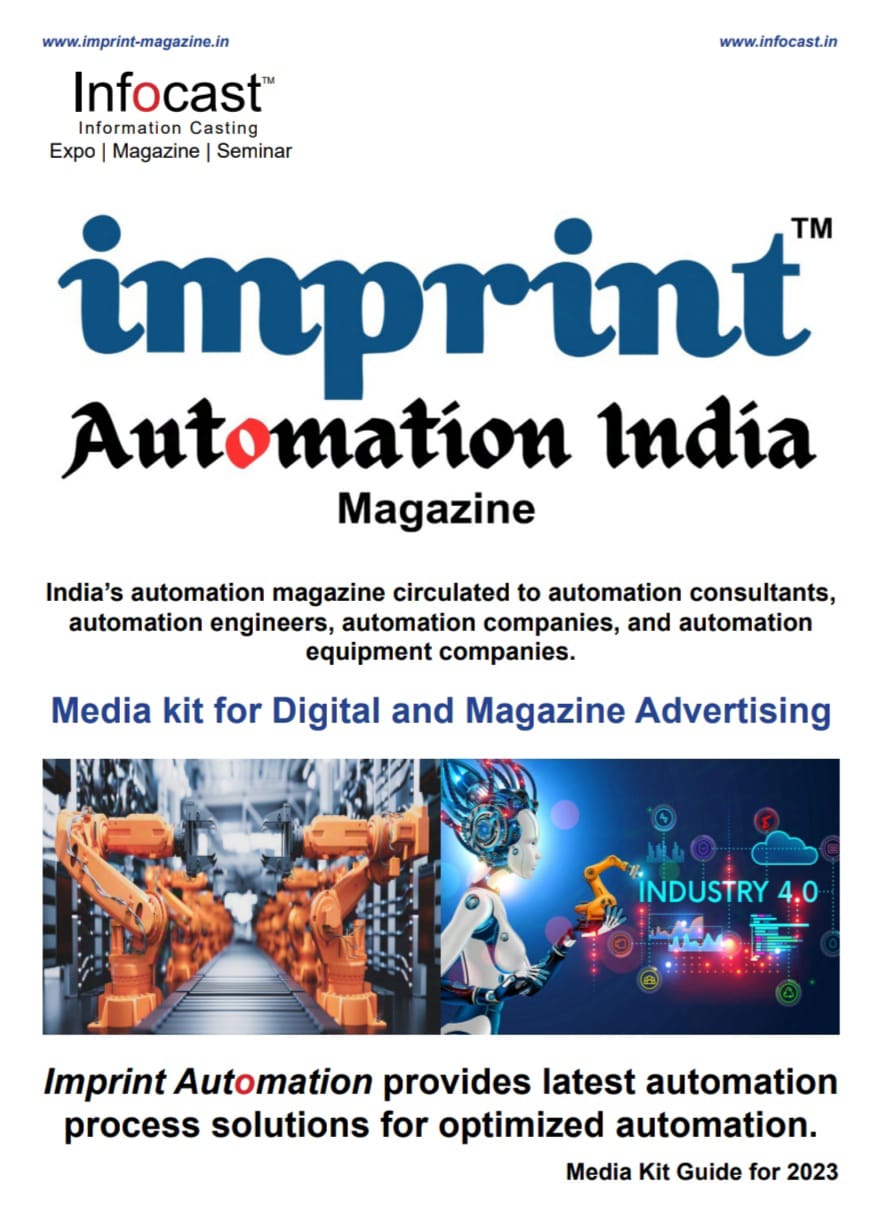 www.imprint-magazine.in www.infocast.in
Infocast™
Information Casting
Expo | Magazine | Seminar
imprint™
Automation India
Magazine
India’s automation magazine circulated to automation consultants,
automation engineers, automation companies, and automation
equipment companies.
Media kit for Digital and Magazine Advertising
INDUSTRY 4.0
Imprint Automation provides latest automation
process solutions for optimized automation.
Media Kit Guide for 2023